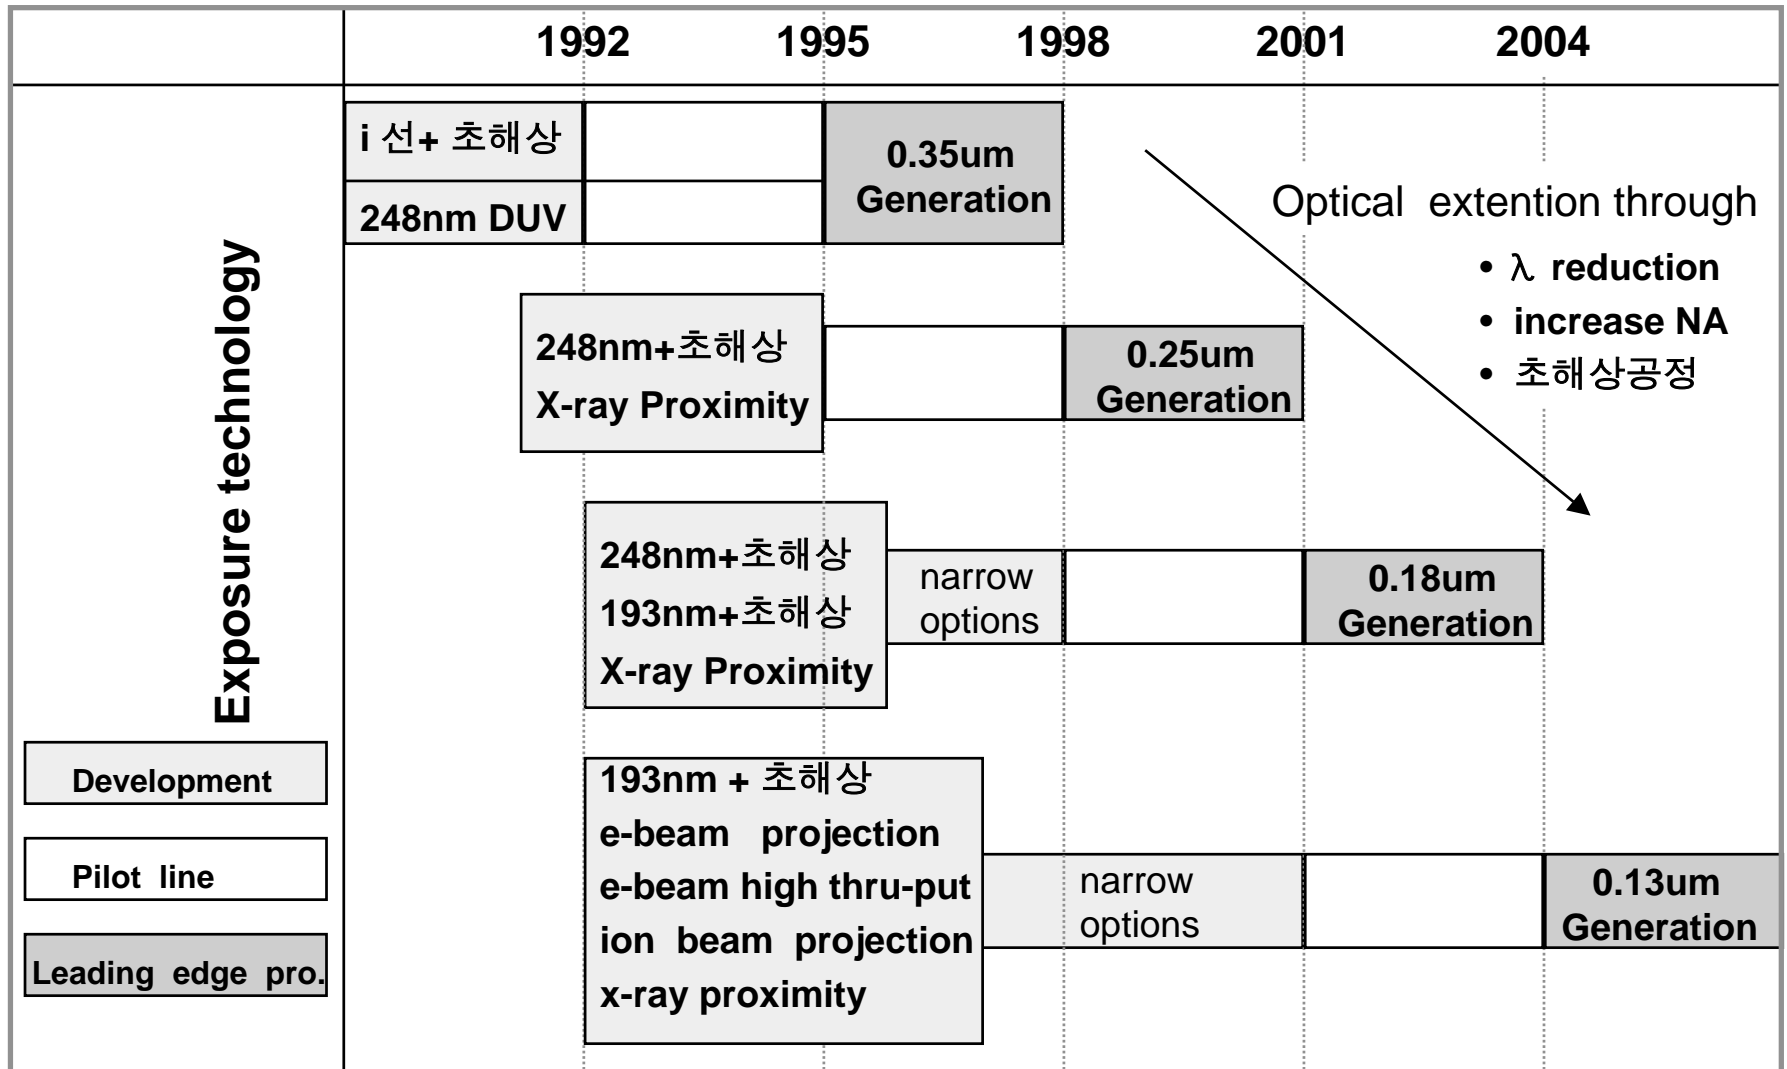 1992 1995 1998 2001 2004
Exposure technology
i 선+ 초해상
248nm DUV
0.35um
Generation
Optical extention through
• λ reduction
• increase NA
• 초해상공정
248nm+초해상
X-ray Proximity
0.25um
Generation
248nm+초해상
193nm+초해상
X-ray Proximity
narrow
options
0.18um
Generation
193nm + 초해상
e-beam projection
e-beam high thru-put
ion beam projection
x-ray proximity
narrow
options
0.13um
Generation
Development
Pilot line
Leading edge pro.